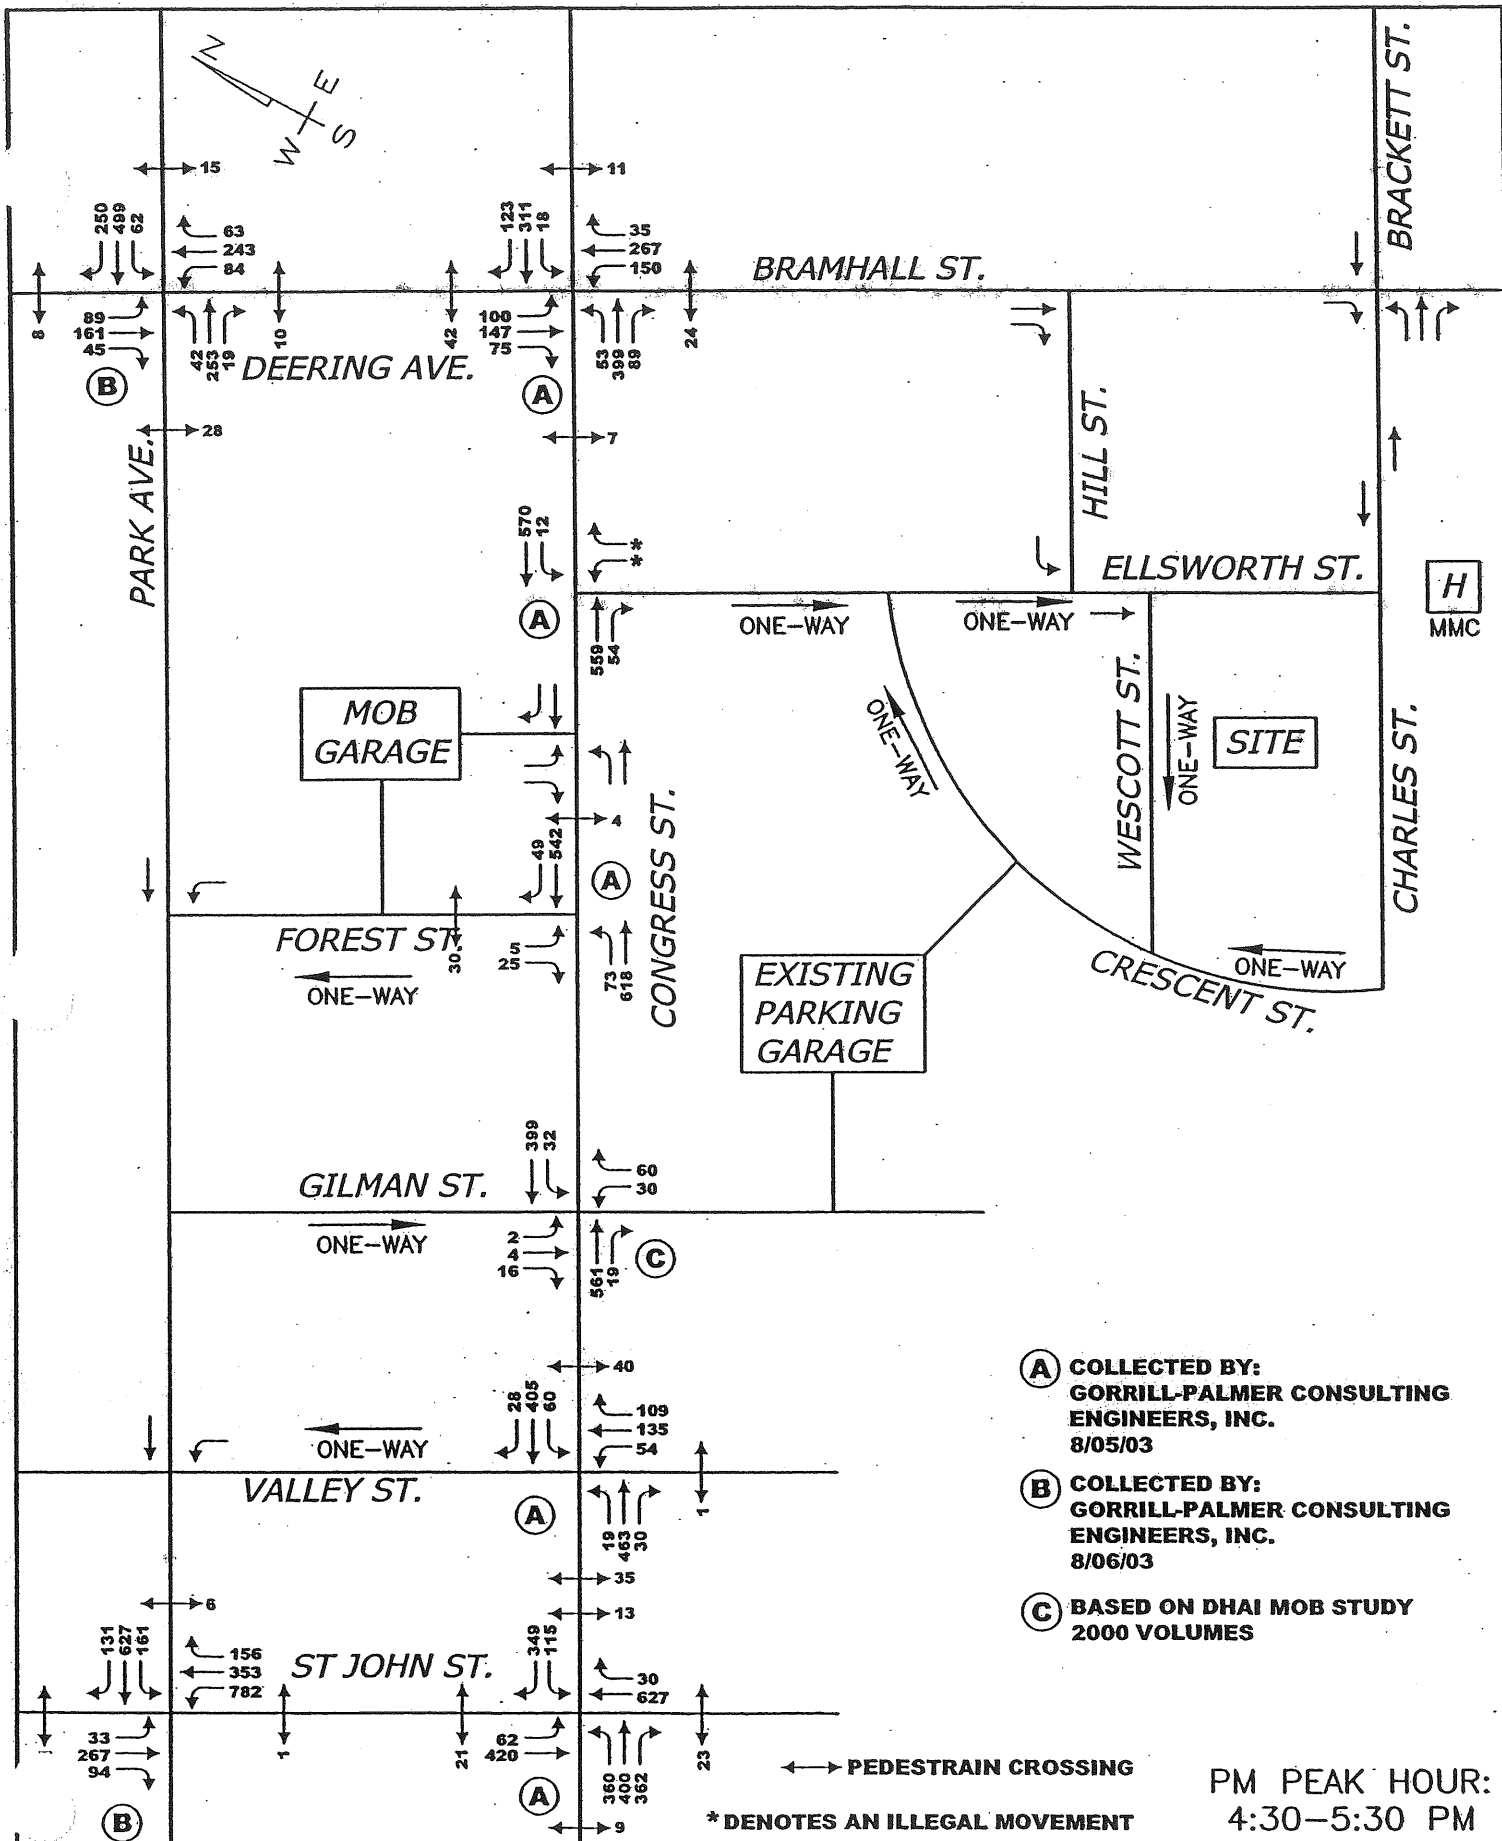 N
E
W
S
BRACKETT ST.
15
11
250
499
62
63
243
84
123
311
18
35
267
150
BRAMHALL ST.
8
89
161
45
B
42
253
19
10
42
DEERING AVE.
100
147
75
A
53
399
89
24
28
7
PARK AVE.
HILL ST.
570
12
*
*
ELLSWORTH ST.
H
MMC
A
559
54
ONE-WAY
ONE-WAY
MOB
GARAGE
ONE-WAY
WESCOTT ST.
ONE-WAY
SITE
CHARLES ST.
4
49
542
A
CONGRESS ST.
FOREST ST.
30
5
25
73
618
ONE-WAY
EXISTING
PARKING
GARAGE
CRESCENT ST.
ONE-WAY
399
32
GILMAN ST.
60
30
ONE-WAY
2
4
16
561
19
C
40
28
405
60
109
135
54
ONE-WAY
VALLEY ST.
A
19
463
30
1
35
13
6
131
627
161
156
353
782
ST JOHN ST.
349
115
30
627
33
267
94
B
1
21
62
420
A
360
400
362
23
9
A COLLECTED BY:
GORRILL-PALMER CONSULTING
ENGINEERS, INC.
8/05/03
B COLLECTED BY:
GORRILL-PALMER CONSULTING
ENGINEERS, INC.
8/06/03
C BASED ON DHAI MOB STUDY
2000 VOLUMES
PEDESTRAIN CROSSING
* DENOTES AN ILLEGAL MOVEMENT
PM PEAK HOUR:
4:30-5:30 PM